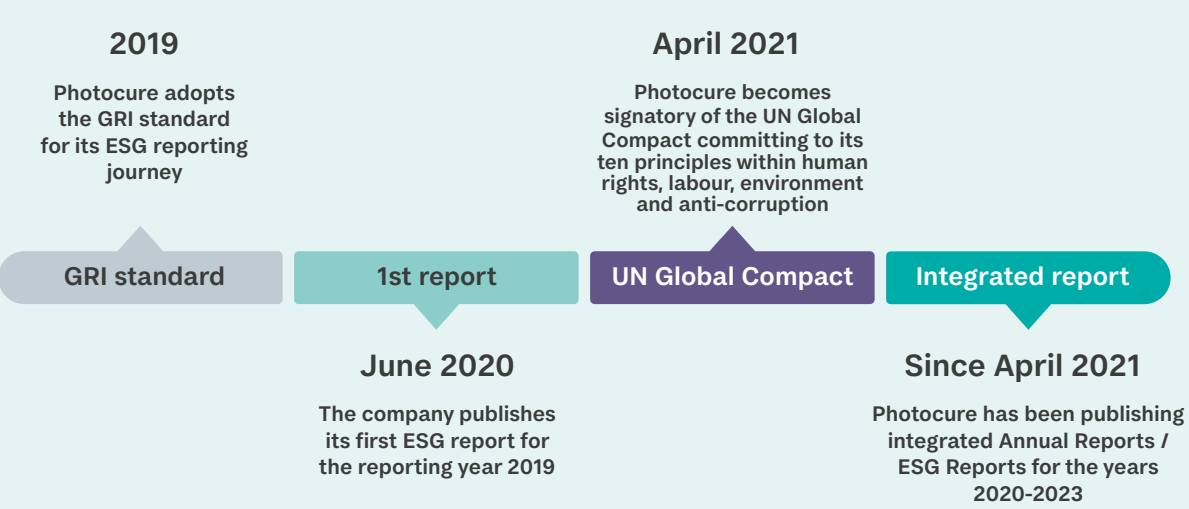 2019
Photocure adopts
the GRI standard
for its ESG reporting
journey
GRI standard
1st report
June 2020
The company publishes
its first ESG report for
the reporting year 2019
April 2021
Photocure becomes
signatory of the UN Global
Compact committing to its
ten principles within human
rights, labour, environment
and anti-corruption
UN Global Compact
Integrated report
Since April 2021
Photocure has been publishing
integrated Annual Reports /
ESG Reports for the years
2020-2023